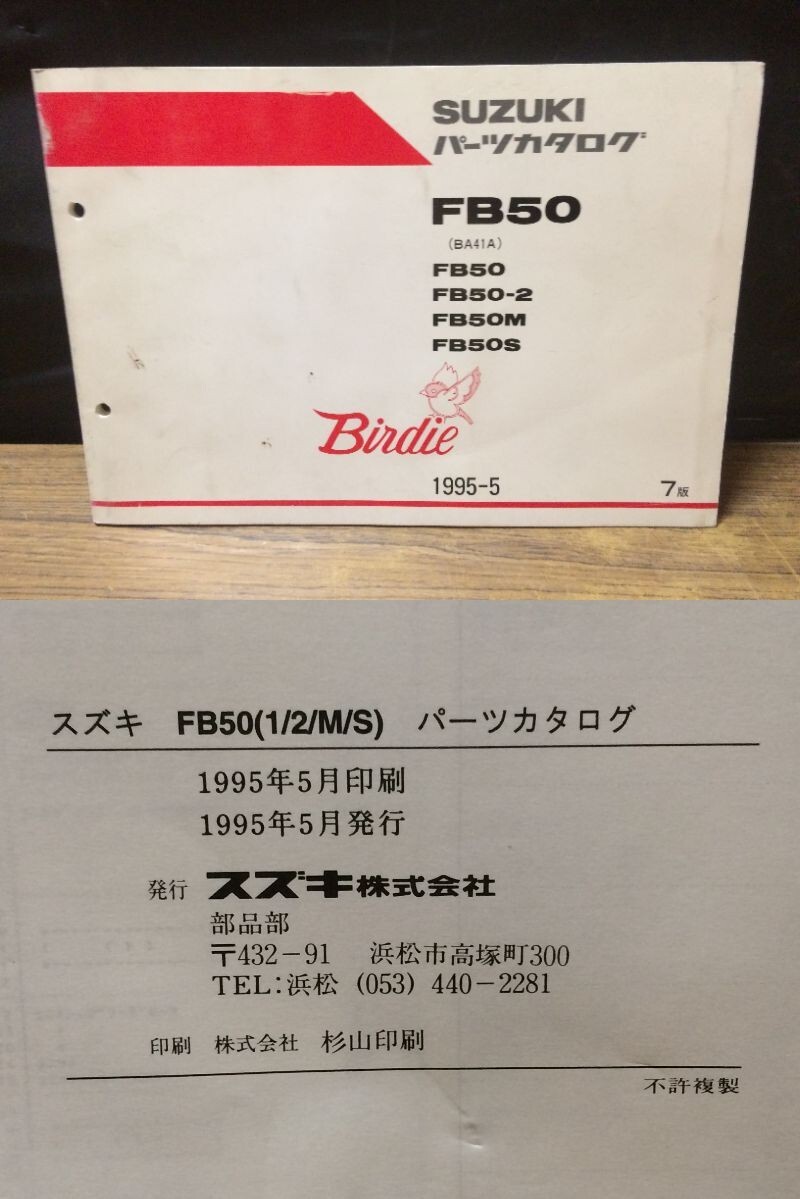 SUZUKI
パーツカタログ
FB50
(BA41A)
FB50
FB50-2
FB50M
FB50S
Birdie
1995-5
7版
スズキ FB50(1/2/M/S) パーツカタログ
1995年5月印刷
1995年5月発行
発行 スズキ株式会社
部品部
〒432-91 浜松市高塚町300
TEL:浜松 (053) 440-2281
印刷 株式会社 杉山印刷
不許複製